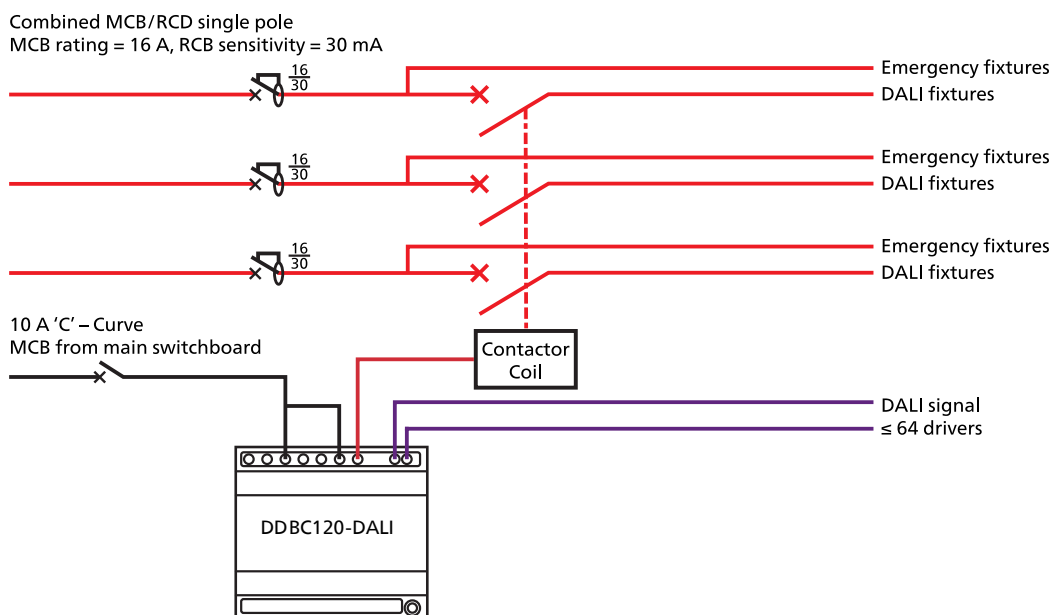 Combined MCB/RCD single pole
MCB rating = 16 A, RCB sensitivity = 30 mA
16
30
Emergency fixtures
DALI fixtures
16
30
Emergency fixtures
DALI fixtures
16
30
Emergency fixtures
DALI fixtures
10 A ‘C’ – Curve
MCB from main switchboard
Contactor
Coil
DALI signal
≤ 64 drivers
DDBC120-DALI